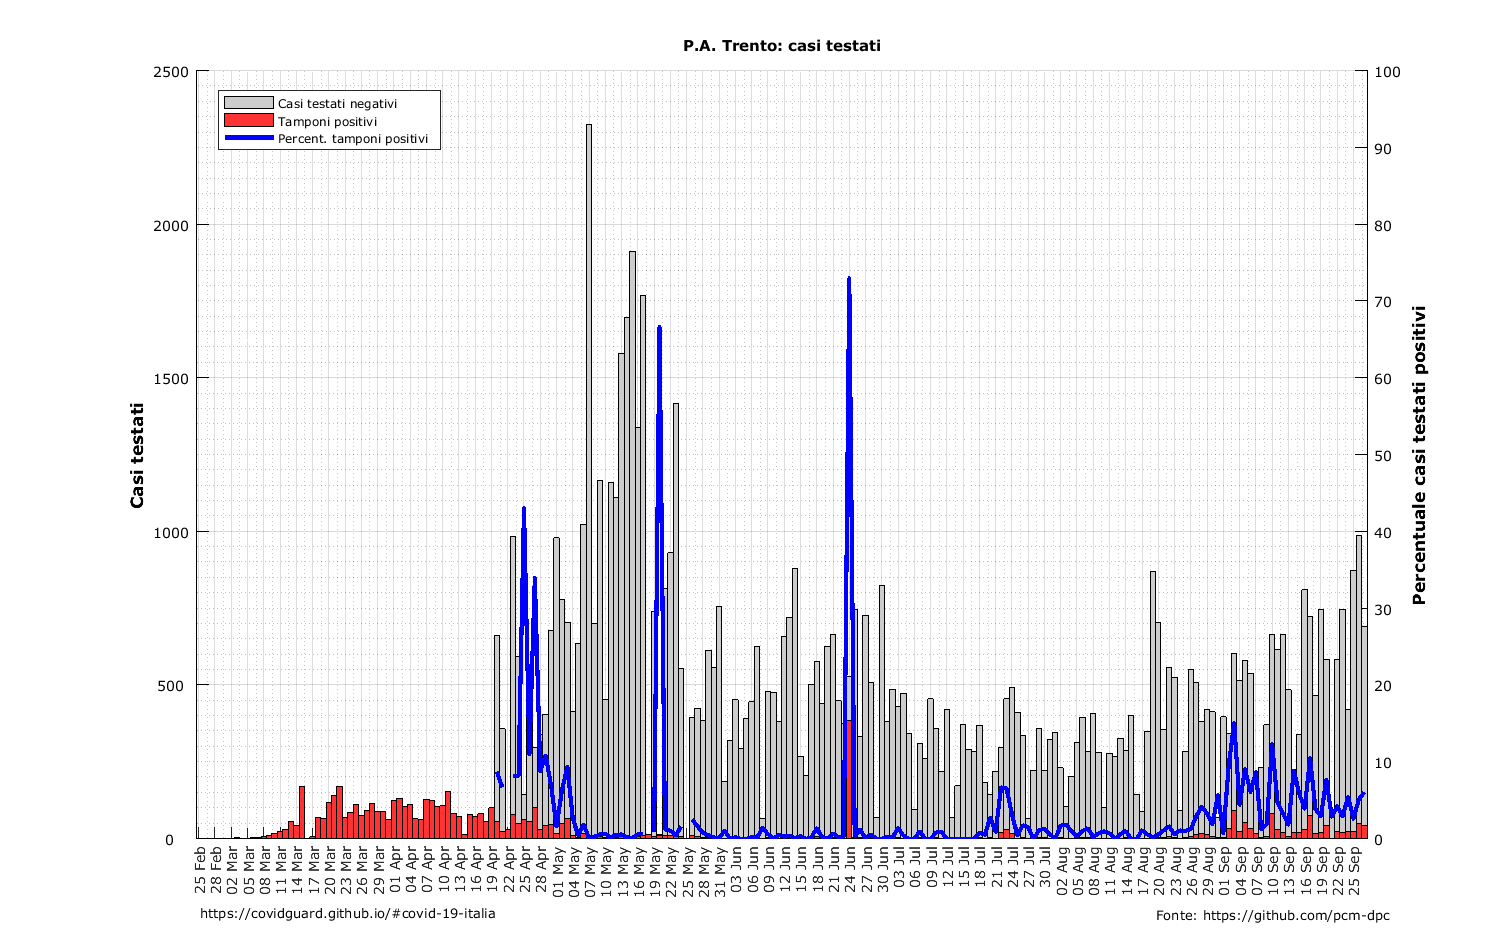 P.A. Trento: casi testati
2500
2000
1500
1000
500
0
Casi testati
Casi testati negativi
Tamponi positivi
Percent. tamponi positivi
100
90
80
70
60
50
40
30
20
10
0
Percentuale casi testati positivi
25 Feb
28 Feb
02 Mar
05 Mar
08 Mar
11 Mar
14 Mar
17 Mar
20 Mar
23 Mar
26 Mar
29 Mar
01 Apr
04 Apr
07 Apr
10 Apr
13 Apr
16 Apr
19 Apr
22 Apr
25 Apr
28 Apr
01 May
04 May
07 May
10 May
13 May
16 May
19 May
22 May
25 May
28 May
31 May
03 Jun
06 Jun
09 Jun
12 Jun
15 Jun
18 Jun
21 Jun
24 Jun
27 Jun
30 Jun
03 Jul
06 Jul
09 Jul
12 Jul
15 Jul
18 Jul
21 Jul
24 Jul
27 Jul
30 Jul
02 Aug
05 Aug
08 Aug
11 Aug
14 Aug
17 Aug
20 Aug
23 Aug
26 Aug
29 Aug
01 Sep
04 Sep
07 Sep
10 Sep
13 Sep
16 Sep
19 Sep
22 Sep
25 Sep
https://covidguard.github.io/#covid-19-italia
Fonte: https://github.com/pcm-dpc